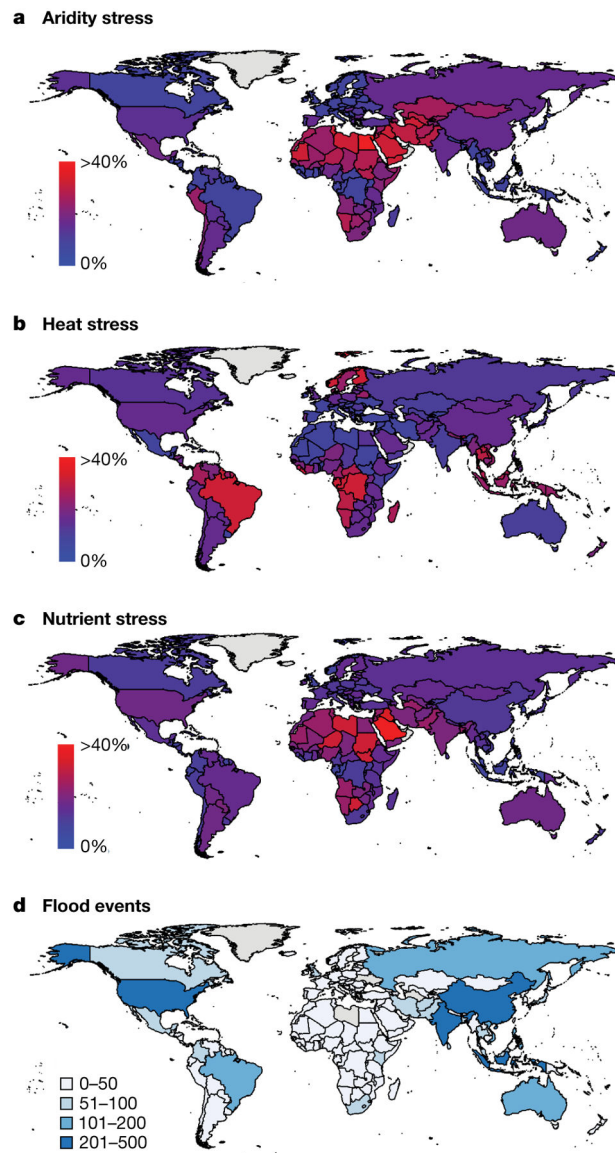 a Aridity stress
>40%
0%
b Heat stress
>40%
0%
c Nutrient stress
>40%
0%
d Flood events
0–50
51–100
101–200
201–500